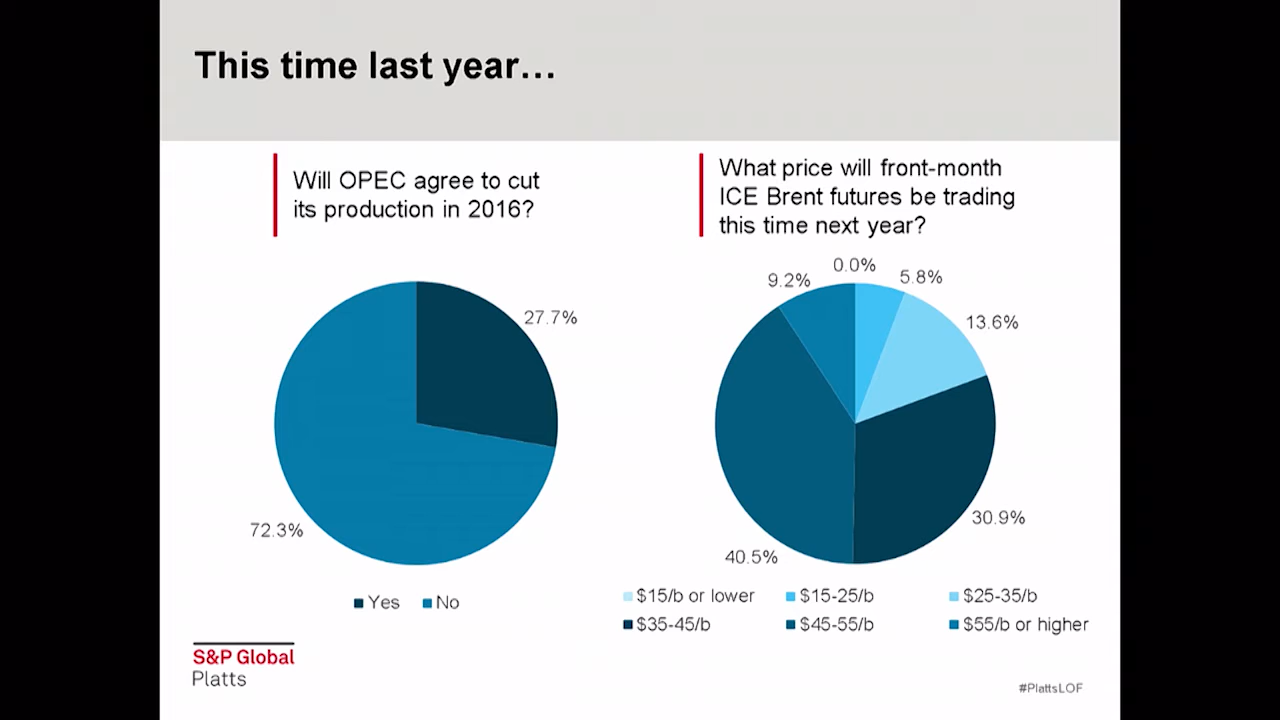 This time last year…
Will OPEC agree to cut
its production in 2016?
27.7%
72.3%
Yes No
What price will front-month
ICE Brent futures be trading
this time next year?
0.0%
5.8%
9.2%
13.6%
30.9%
40.5%
$15/b or lower $15-25/b $25-35/b
$35-45/b $45-55/b $55/b or higher
S&P Global
Platts
#PlattsLOF